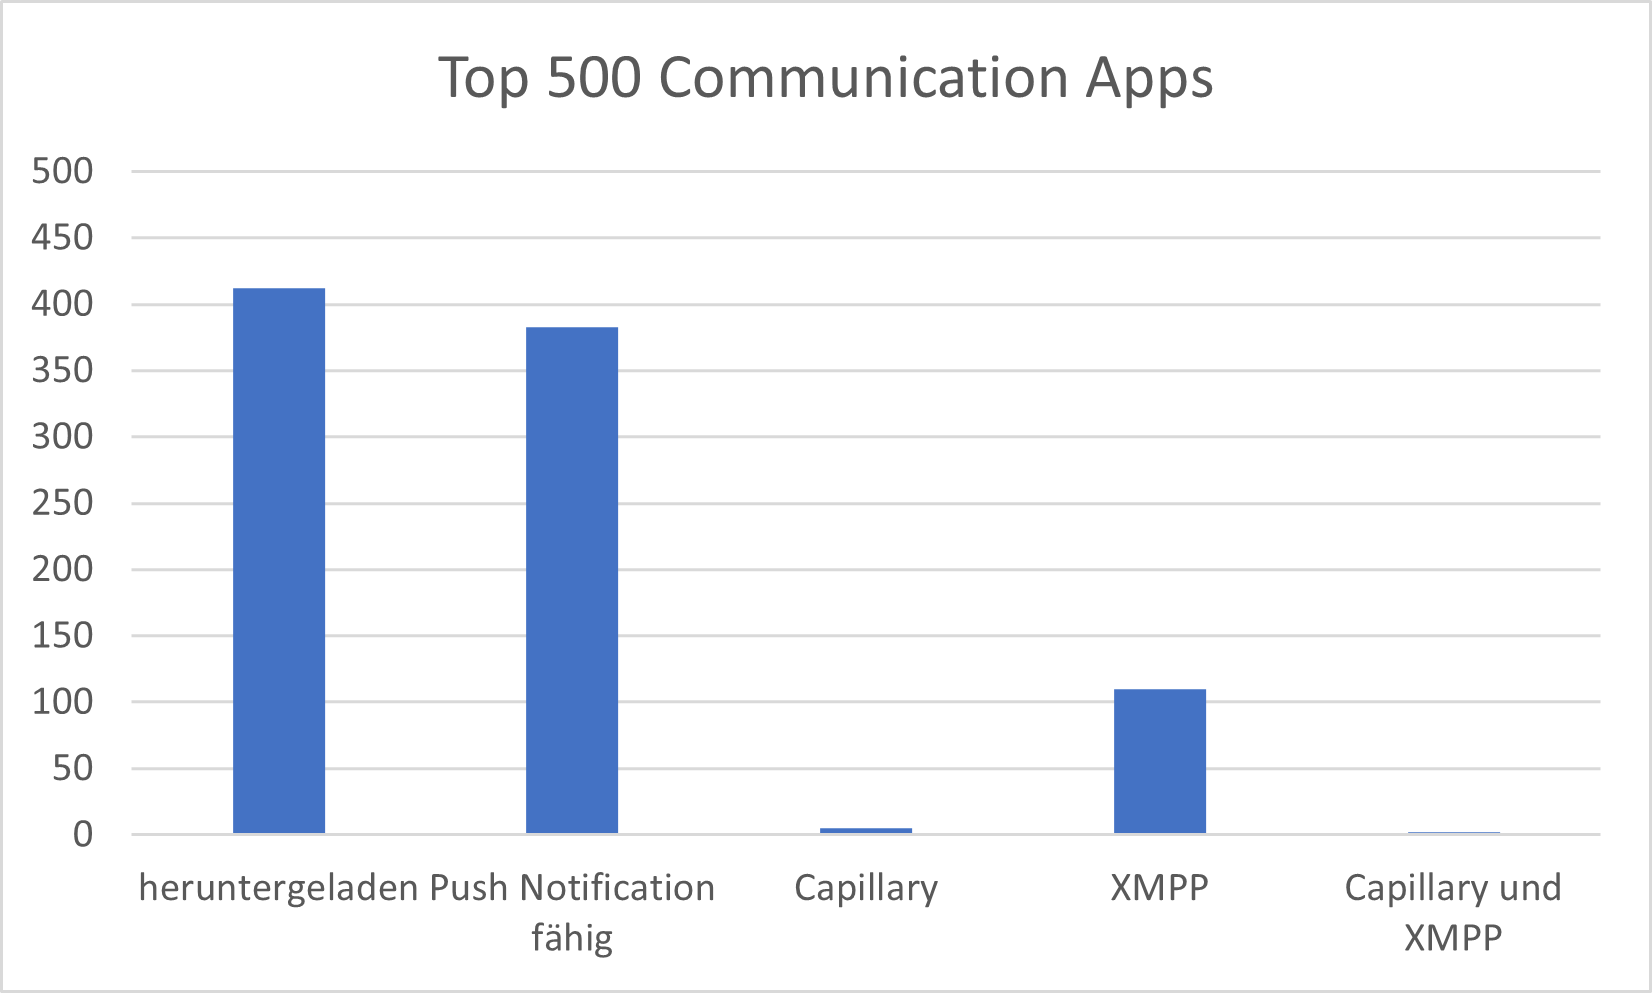 Top 500 Communication Apps
500
450
400
350
300
250
200
150
100
50
0
heruntergeladen
Push Notification
fähig
Capillary
XMPP
Capillary und
XMPP